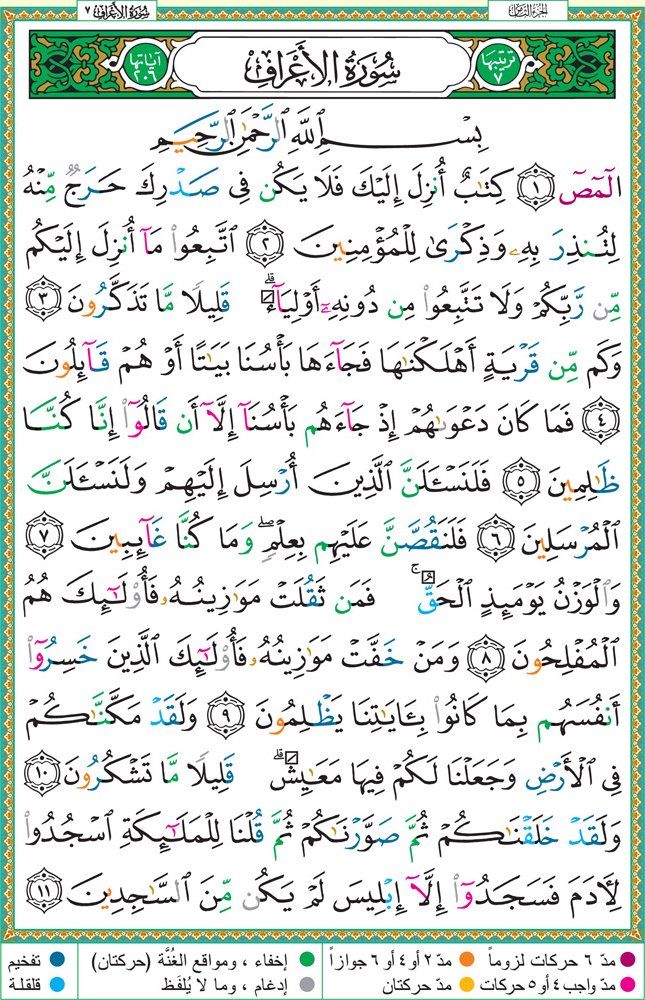 سُورَةُ الأَعْرَافِ ٧
الجزء الثامن
ترتيبها ٧
سُورَةُ الأَعْرَافِ
آياتها ٢٠٩
بِسْمِ ٱللَّهِ ٱلرَّحْمَٰنِ ٱلرَّحِيمِ
الٓمٓصٓ ١ كِتَٰبٌ أُنزِلَ إِلَيْكَ فَلَا يَكُن فِى صَدْرِكَ حَرَجٌ مِّنْهُ
لِتُنذِرَ بِهِۦ وَذِكْرَىٰ لِلْمُؤْمِنِينَ ٢ ٱتَّبِعُوا۟ مَآ أُنزِلَ إِلَيْكُم
مِّن رَّبِّكُمْ وَلَا تَتَّبِعُوا۟ مِن دُونِهِۦٓ أَوْلِيَآءَ ۗ قَلِيلًا مَّا تَذَكَّرُونَ ٣
وَكَم مِّن قَرْيَةٍ أَهْلَكْنَٰهَا فَجَآءَهَا بَأْسُنَا بَيَٰتًا أَوْ هُمْ قَآئِلُونَ
٤ فَمَا كَانَ دَعْوَىٰهُمْ إِذْ جَآءَهُم بَأْسُنَآ إِلَّآ أَن قَالُوٓا۟ إِنَّا كُنَّا
ظَٰلِمِينَ ٥ فَلَنَسْـَٔلَنَّ ٱلَّذِينَ أُرْسِلَ إِلَيْهِمْ وَلَنَسْـَٔلَنَّ
ٱلْمُرْسَلِينَ ٦ فَلَنَقُصَّنَّ عَلَيْهِم بِعِلْمٍ ۖ وَمَا كُنَّا غَآئِبِينَ ٧
وَٱلْوَزْنُ يَوْمَئِذٍ ٱلْحَقُّ ۚ فَمَن ثَقُلَتْ مَوَٰزِينُهُۥ فَأُو۟لَٰٓئِكَ هُمُ
ٱلْمُفْلِحُونَ ٨ وَمَنْ خَفَّتْ مَوَٰزِينُهُۥ فَأُو۟لَٰٓئِكَ ٱلَّذِينَ خَسِرُوٓا۟
أَنفُسَهُم بِمَا كَانُوا۟ بِـَٔايَٰتِنَا يَظْلِمُونَ ٩ وَلَقَدْ مَكَّنَّٰكُمْ
فِى ٱلْأَرْضِ وَجَعَلْنَا لَكُمْ فِيهَا مَعَٰيِشَ ۗ قَلِيلًا مَّا تَشْكُرُونَ ١٠
وَلَقَدْ خَلَقْنَٰكُمْ ثُمَّ صَوَّرْنَٰكُمْ ثُمَّ قُلْنَا لِلْمَلَٰٓئِكَةِ ٱسْجُدُوا۟
لِـَٔادَمَ فَسَجَدُوٓا۟ إِلَّآ إِبْلِيسَ لَمْ يَكُن مِّنَ ٱلسَّٰجِدِينَ ١١
مدّ ٦ حركات لزوماً مدّ ٢ أو ٤ أو ٦ جوازاً إخفاء ، ومواقع الغُنَّة (حركتان) تفخيم
مدّ واجب ٤ أو ٥ حركات مدّ حركتان إدغام ، وما لا يُلفَظ قلقلة